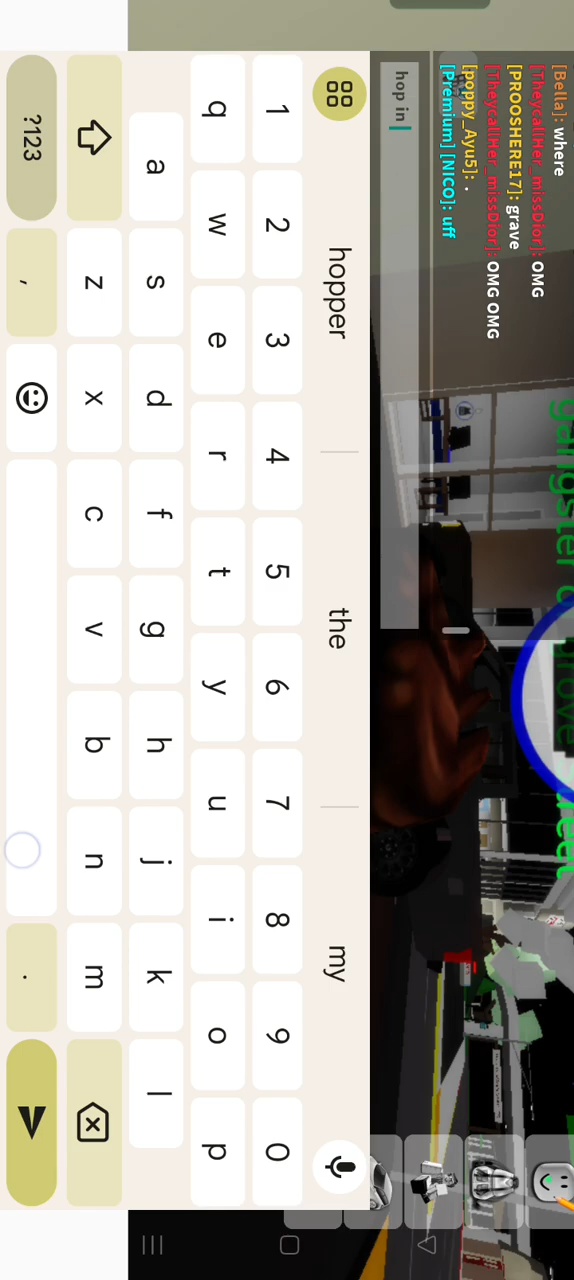 [Bella]: where
[TheycallHer_missDior]: OMG
[PROOSHERE17]: grave
[TheycallHer_missDior]: OMG OMG
[poppy_Ayu5]: .
[Premium] [NICO]: uff
hop in
hopper the my
1 2 3 4 5 6 7 8 9 0
q w e r t y u i o p
a s d f g h j k l
z x c v b n m
?123 , .